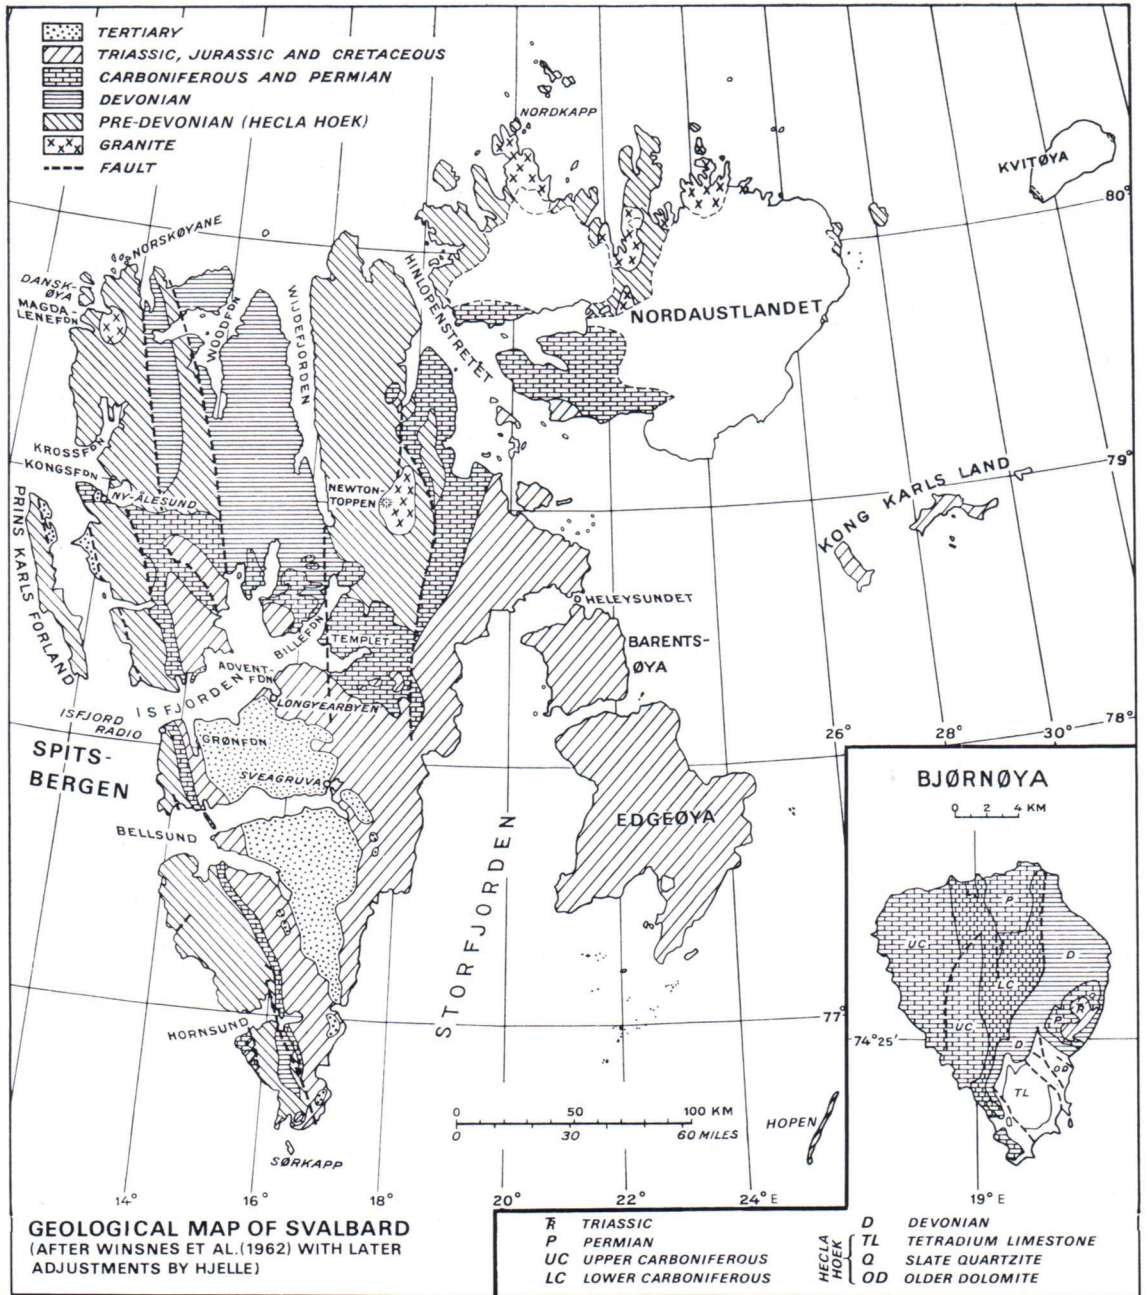 TERTIARY
TRIASSIC, JURASSIC AND CRETACEOUS
CARBONIFEROUS AND PERMIAN
DEVONIAN
PRE-DEVONIAN (HECLA HOEK)
GRANITE
FAULT
NORDKAPP
KVITØYA
80°
NORSKØYANE
DANSK-
ØYA
MAGDA-
LENEFDN
WOODFDN
WIJDEFJORDEN
HINLOPENSTRETET
NORDAUSTLANDET
KROSSFDN
KONGSFDN
NY-ÅLESUND
NEWTON-
TOPPEN
79°
KONG KARLS LAND
PRINS KARLS FORLAND
HELEYSUNDET
BILLEFDN
TEMPLET
BARENTS-
ØYA
ADVENT-
FDN
ISFJORDEN
LONGYEARBYEN
ISFJORD
RADIO
GRØNFDN
SPITS-
BERGEN
SVEAGRUVA
BELLSUND
EDGEØYA
STORFJORDEN
26°
28°
30°
78°
HORNSUND
77°
SØRKAPP
HOPEN
0 50 100 KM
0 30 60 MILES
14° 16° 18° 20° 22° 24° E
BJØRNØYA
0 2 4 KM
UC
LC
P
D
LC
UC
D
P
TR
Q
OD
TL
Q
74°25'
19°E
GEOLOGICAL MAP OF SVALBARD
(AFTER WINSNES ET AL.(1962) WITH LATER
ADJUSTMENTS BY HJELLE)
TR TRIASSIC
P PERMIAN
UC UPPER CARBONIFEROUS
LC LOWER CARBONIFEROUS
D DEVONIAN
HECLA
HOEK
TL TETRADIUM LIMESTONE
Q SLATE QUARTZITE
OD OLDER DOLOMITE